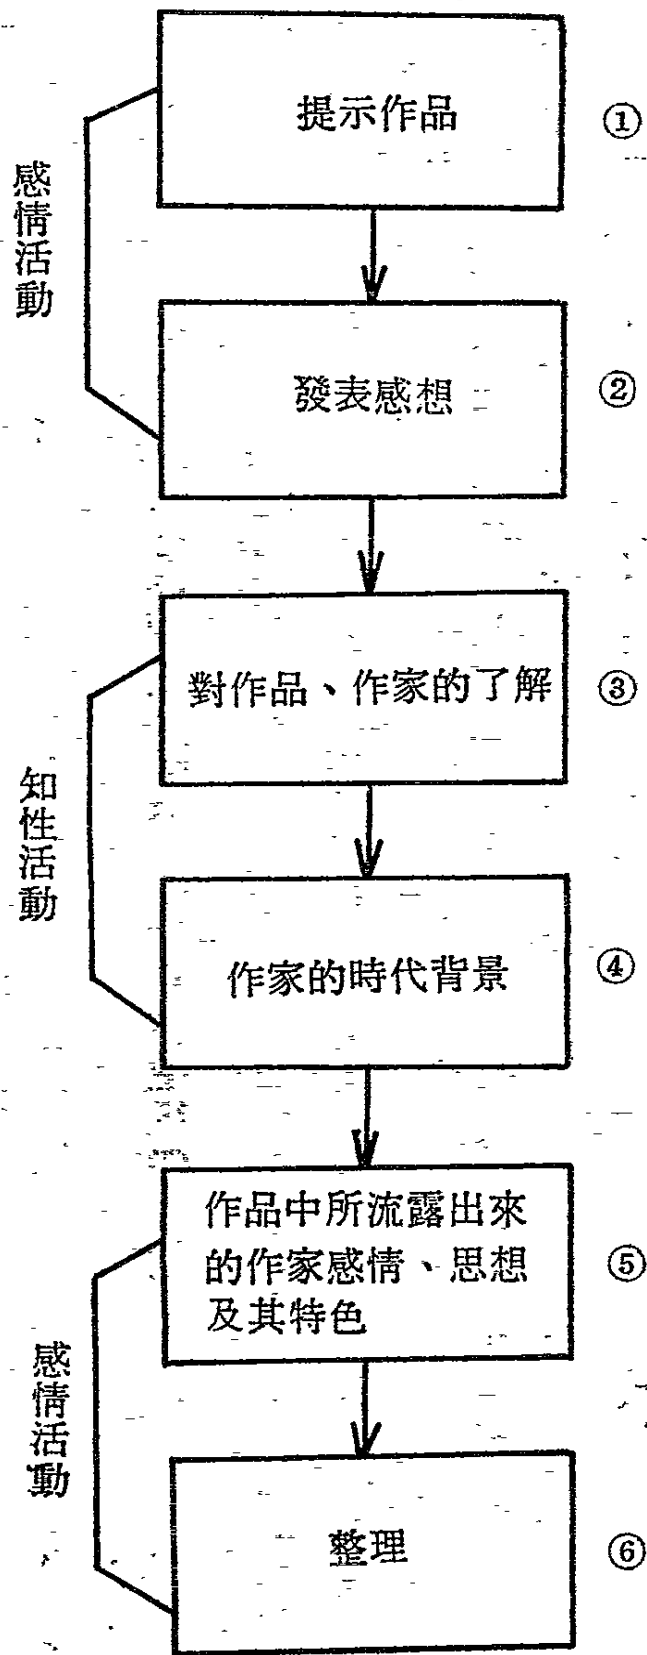 提示作品
①
感情活動
發表感想
②
對作品、作家的了解
③
知性活動
作家的時代背景
④
作品中所流露出來
的作家感情、思想
及其特色
⑤
感情活動
整理
⑥